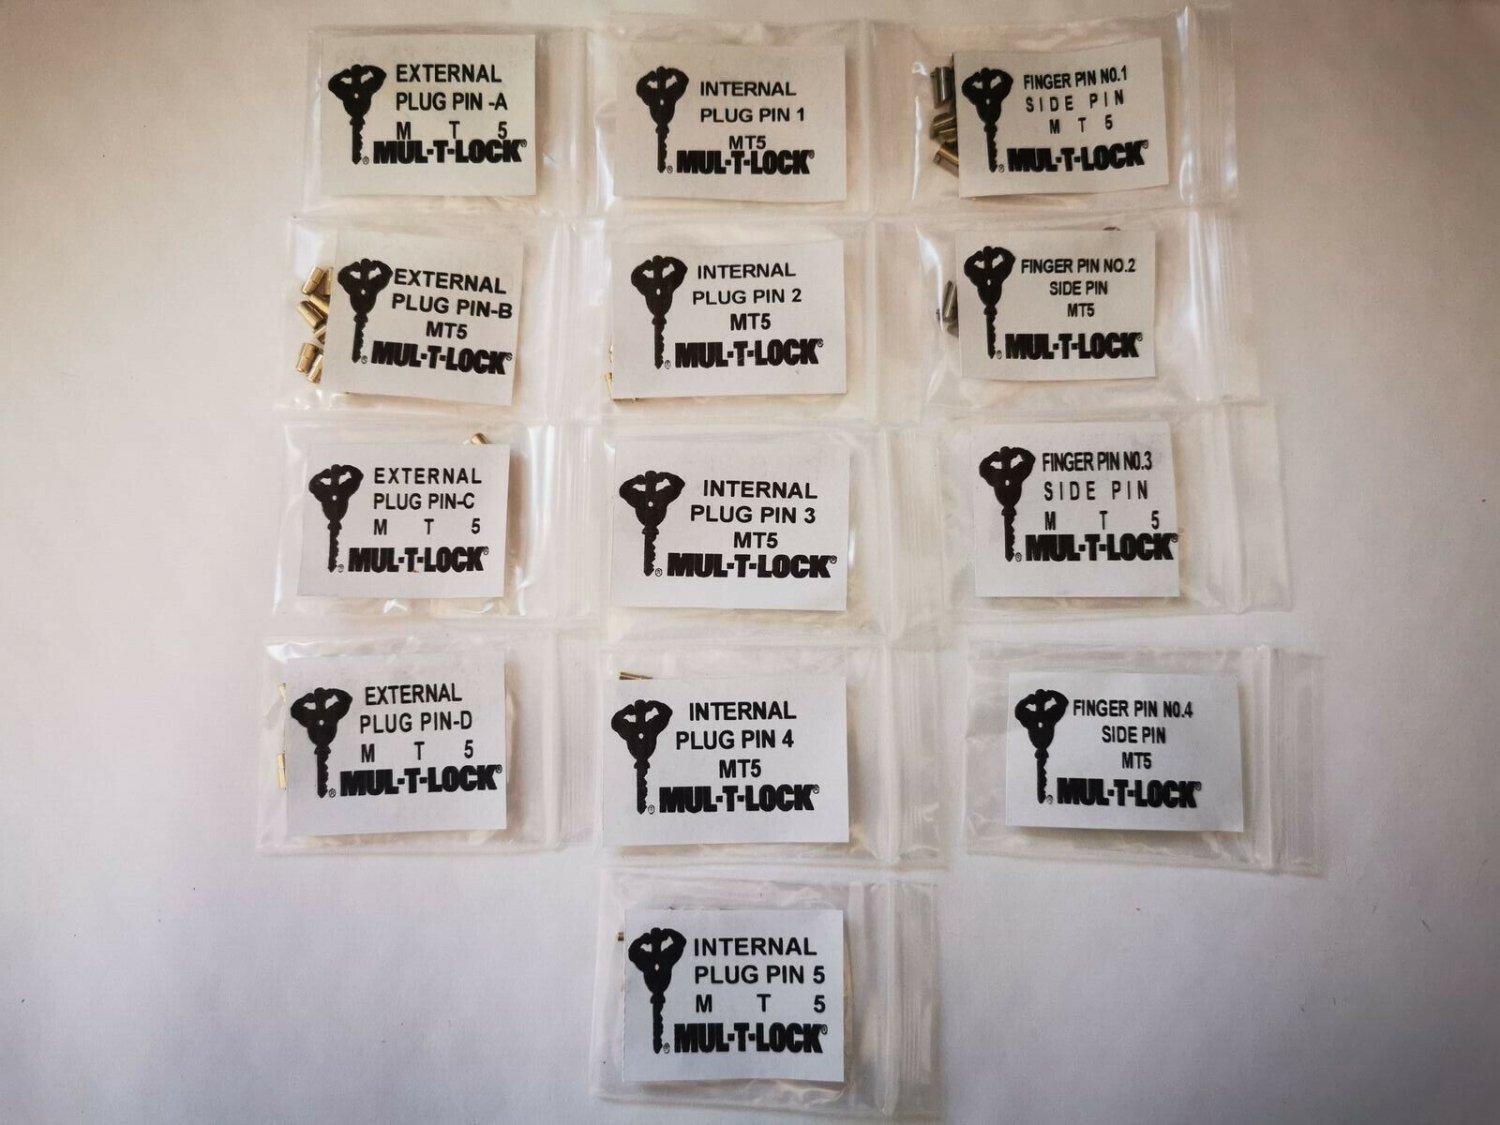 EXTERNAL
PLUG PIN -A
M T 5
MUL-T-LOCK®
INTERNAL
PLUG PIN 1
MT5
MUL-T-LOCK®
FINGER PIN NO.1
SIDE PIN
M T 5
MUL-T-LOCK®
EXTERNAL
PLUG PIN-B
MT5
MUL-T-LOCK®
INTERNAL
PLUG PIN 2
MT5
MUL-T-LOCK®
FINGER PIN NO.2
SIDE PIN
MT5
MUL-T-LOCK®
EXTERNAL
PLUG PIN-C
M T 5
MUL-T-LOCK®
INTERNAL
PLUG PIN 3
MT5
MUL-T-LOCK®
FINGER PIN NO.3
SIDE PIN
M T 5
MUL-T-LOCK®
EXTERNAL
PLUG PIN-D
M T 5
MUL-T-LOCK®
INTERNAL
PLUG PIN 4
MT5
MUL-T-LOCK®
FINGER PIN NO.4
SIDE PIN
MT5
MUL-T-LOCK®
INTERNAL
PLUG PIN 5
M T 5
MUL-T-LOCK®